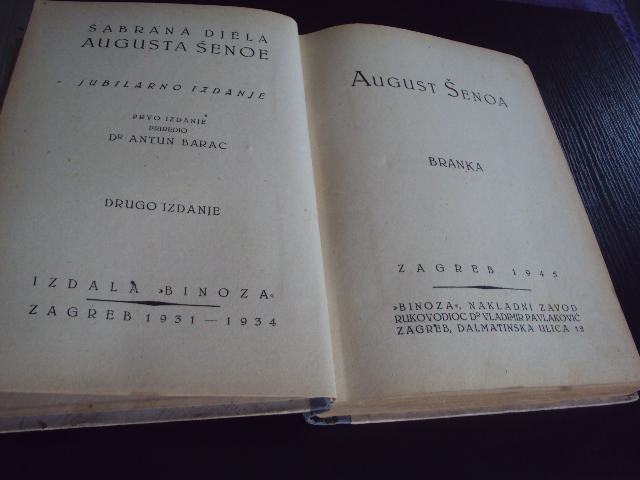 SABRANA DJELA
AUGUSTA ŠENOE
JUBILARNO IZDANJE
PRVO IZDANJE
PRIREDIO
DR ANTUN BARAC
DRUGO IZDANJE
IZDALA »BINOZA«
ZAGREB 1931 — 1934
AUGUST ŠENOA
BRANKA
ZAGREB 1945
»BINOZA«, NAKLADNI ZAVOD
RUKOVODIOC DR VLADIMIR PAVLAKOVIĆ
ZAGREB, DALMATINSKA ULICA 12